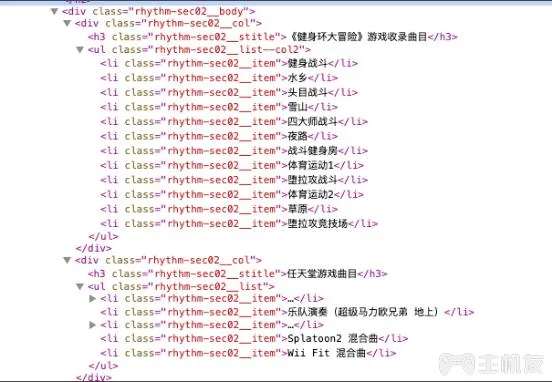 <div class="rhythm-sec02__body">
<div class="rhythm-sec02__col">
<h3 class="rhythm-sec02__stitle">《健身环大冒险》游戏收录曲目</h3>
<ul class="rhythm-sec02__list--col2">
<li class="rhythm-sec02__item">健身战斗</li>
<li class="rhythm-sec02__item">水乡</li>
<li class="rhythm-sec02__item">头目战斗</li>
<li class="rhythm-sec02__item">雪山</li>
<li class="rhythm-sec02__item">四大师战斗</li>
<li class="rhythm-sec02__item">夜路</li>
<li class="rhythm-sec02__item">战斗健身房</li>
<li class="rhythm-sec02__item">体育运动1</li>
<li class="rhythm-sec02__item">堕拉攻战斗</li>
<li class="rhythm-sec02__item">体育运动2</li>
<li class="rhythm-sec02__item">草原</li>
<li class="rhythm-sec02__item">堕拉攻竞技场</li>
</ul>
</div>
<div class="rhythm-sec02__col">
<h3 class="rhythm-sec02__stitle">任天堂游戏曲目</h3>
<ul class="rhythm-sec02__list">
<li class="rhythm-sec02__item">…</li>
<li class="rhythm-sec02__item">乐队演奏（超级马力欧兄弟 地上）</li>
<li class="rhythm-sec02__item">…</li>
<li class="rhythm-sec02__item">Splatoon2 混合曲</li>
<li class="rhythm-sec02__item">Wii Fit 混合曲</li>
</ul>
</div>
主机友